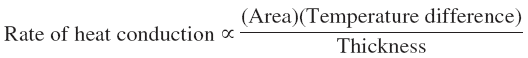 Rate of heat conduction ∝ (Area)(Temperature difference)
Thickness